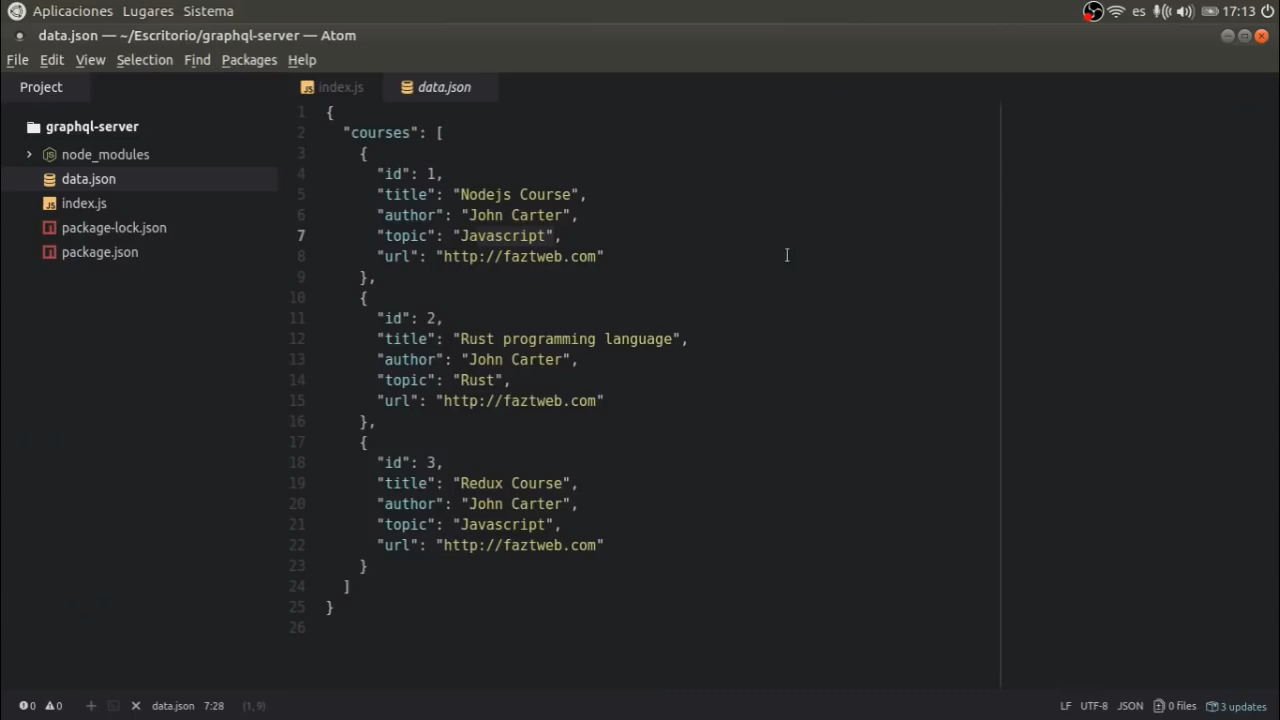 Aplicaciones Lugares Sistema es 17:13
data.json — ~/Escritorio/graphql-server — Atom
File Edit View Selection Find Packages Help
Project index.js data.json
graphql-server
node_modules
data.json
index.js
package-lock.json
package.json
1 {
2 "courses": [
3 {
4 "id": 1,
5 "title": "Nodejs Course",
6 "author": "John Carter",
7 "topic": "Javascript",
8 "url": "http://faztweb.com"
9 },
10 {
11 "id": 2,
12 "title": "Rust programming language",
13 "author": "John Carter",
14 "topic": "Rust",
15 "url": "http://faztweb.com"
16 },
17 {
18 "id": 3,
19 "title": "Redux Course",
20 "author": "John Carter",
21 "topic": "Javascript",
22 "url": "http://faztweb.com"
23 }
24 ]
25 }
26
0 0 data.json 7:28 (1,9) LF UTF-8 JSON 0 files 3 updates